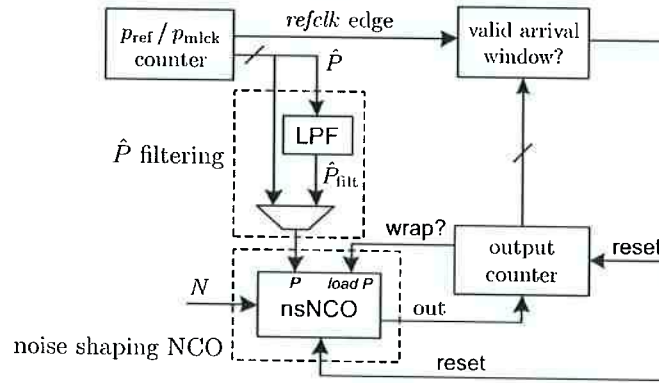 refclk edge
p_ref / p_mlck
counter
valid arrival
window?
P̂
LPF
P̂ filtering
P̂_filt
wrap?
output
counter
reset
P
load P
N
nsNCO
out
noise shaping NCO
reset